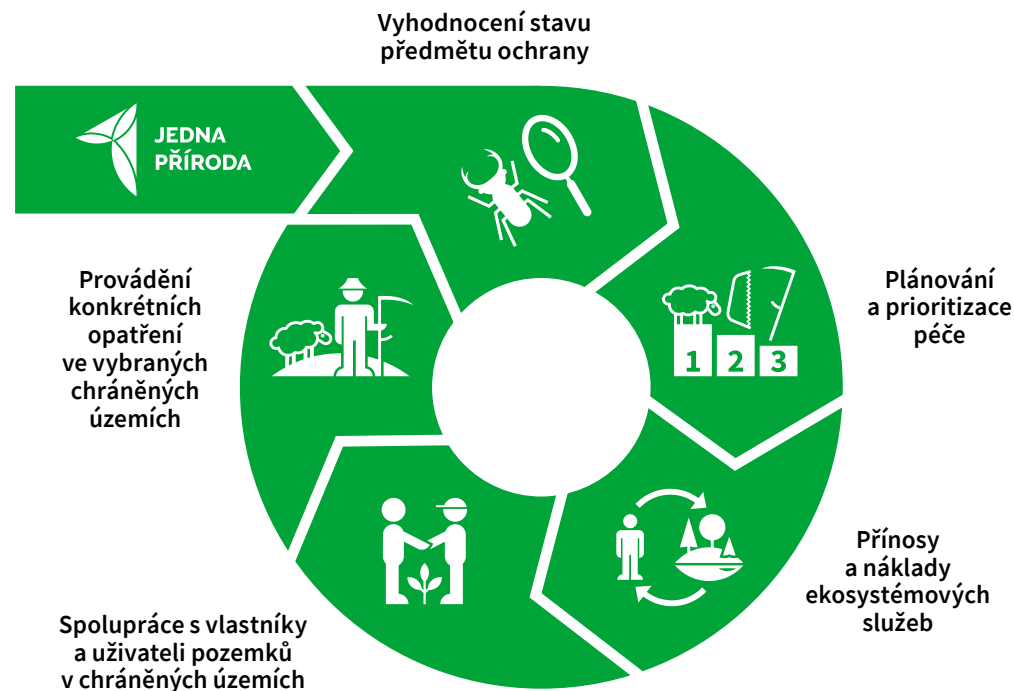 Vyhodnocení stavu
předmětu ochrany
JEDNA
PŘÍRODA
Plánování
a prioritizace
péče
1 2 3
Přínosy
a náklady
ekosystémových
služeb
Spolupráce s vlastníky
a uživateli pozemků
v chráněných územích
Provádění
konkrétních
opatření
ve vybraných
chráněných
územích